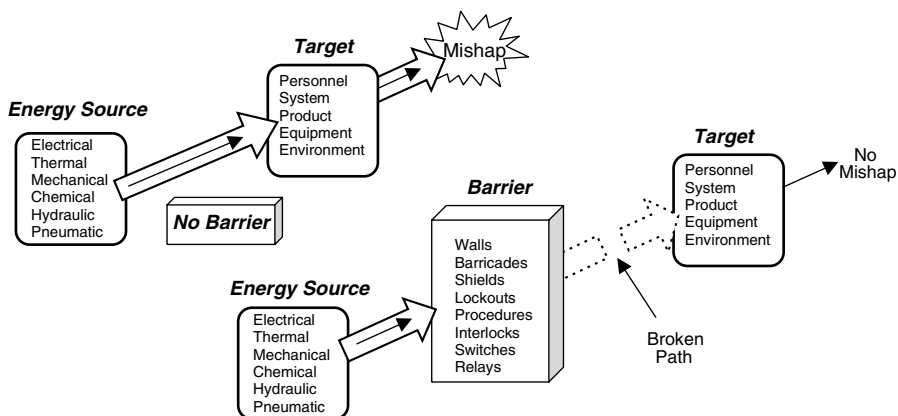 Target
Mishap
Personnel
System
Product
Equipment
Environment
Energy Source
Electrical
Thermal
Mechanical
Chemical
Hydraulic
Pneumatic
No Barrier
Target
Personnel
System
Product
Equipment
Environment
No
Mishap
Barrier
Walls
Barricades
Shields
Lockouts
Procedures
Interlocks
Switches
Relays
Energy Source
Electrical
Thermal
Mechanical
Chemical
Hydraulic
Pneumatic
Broken
Path